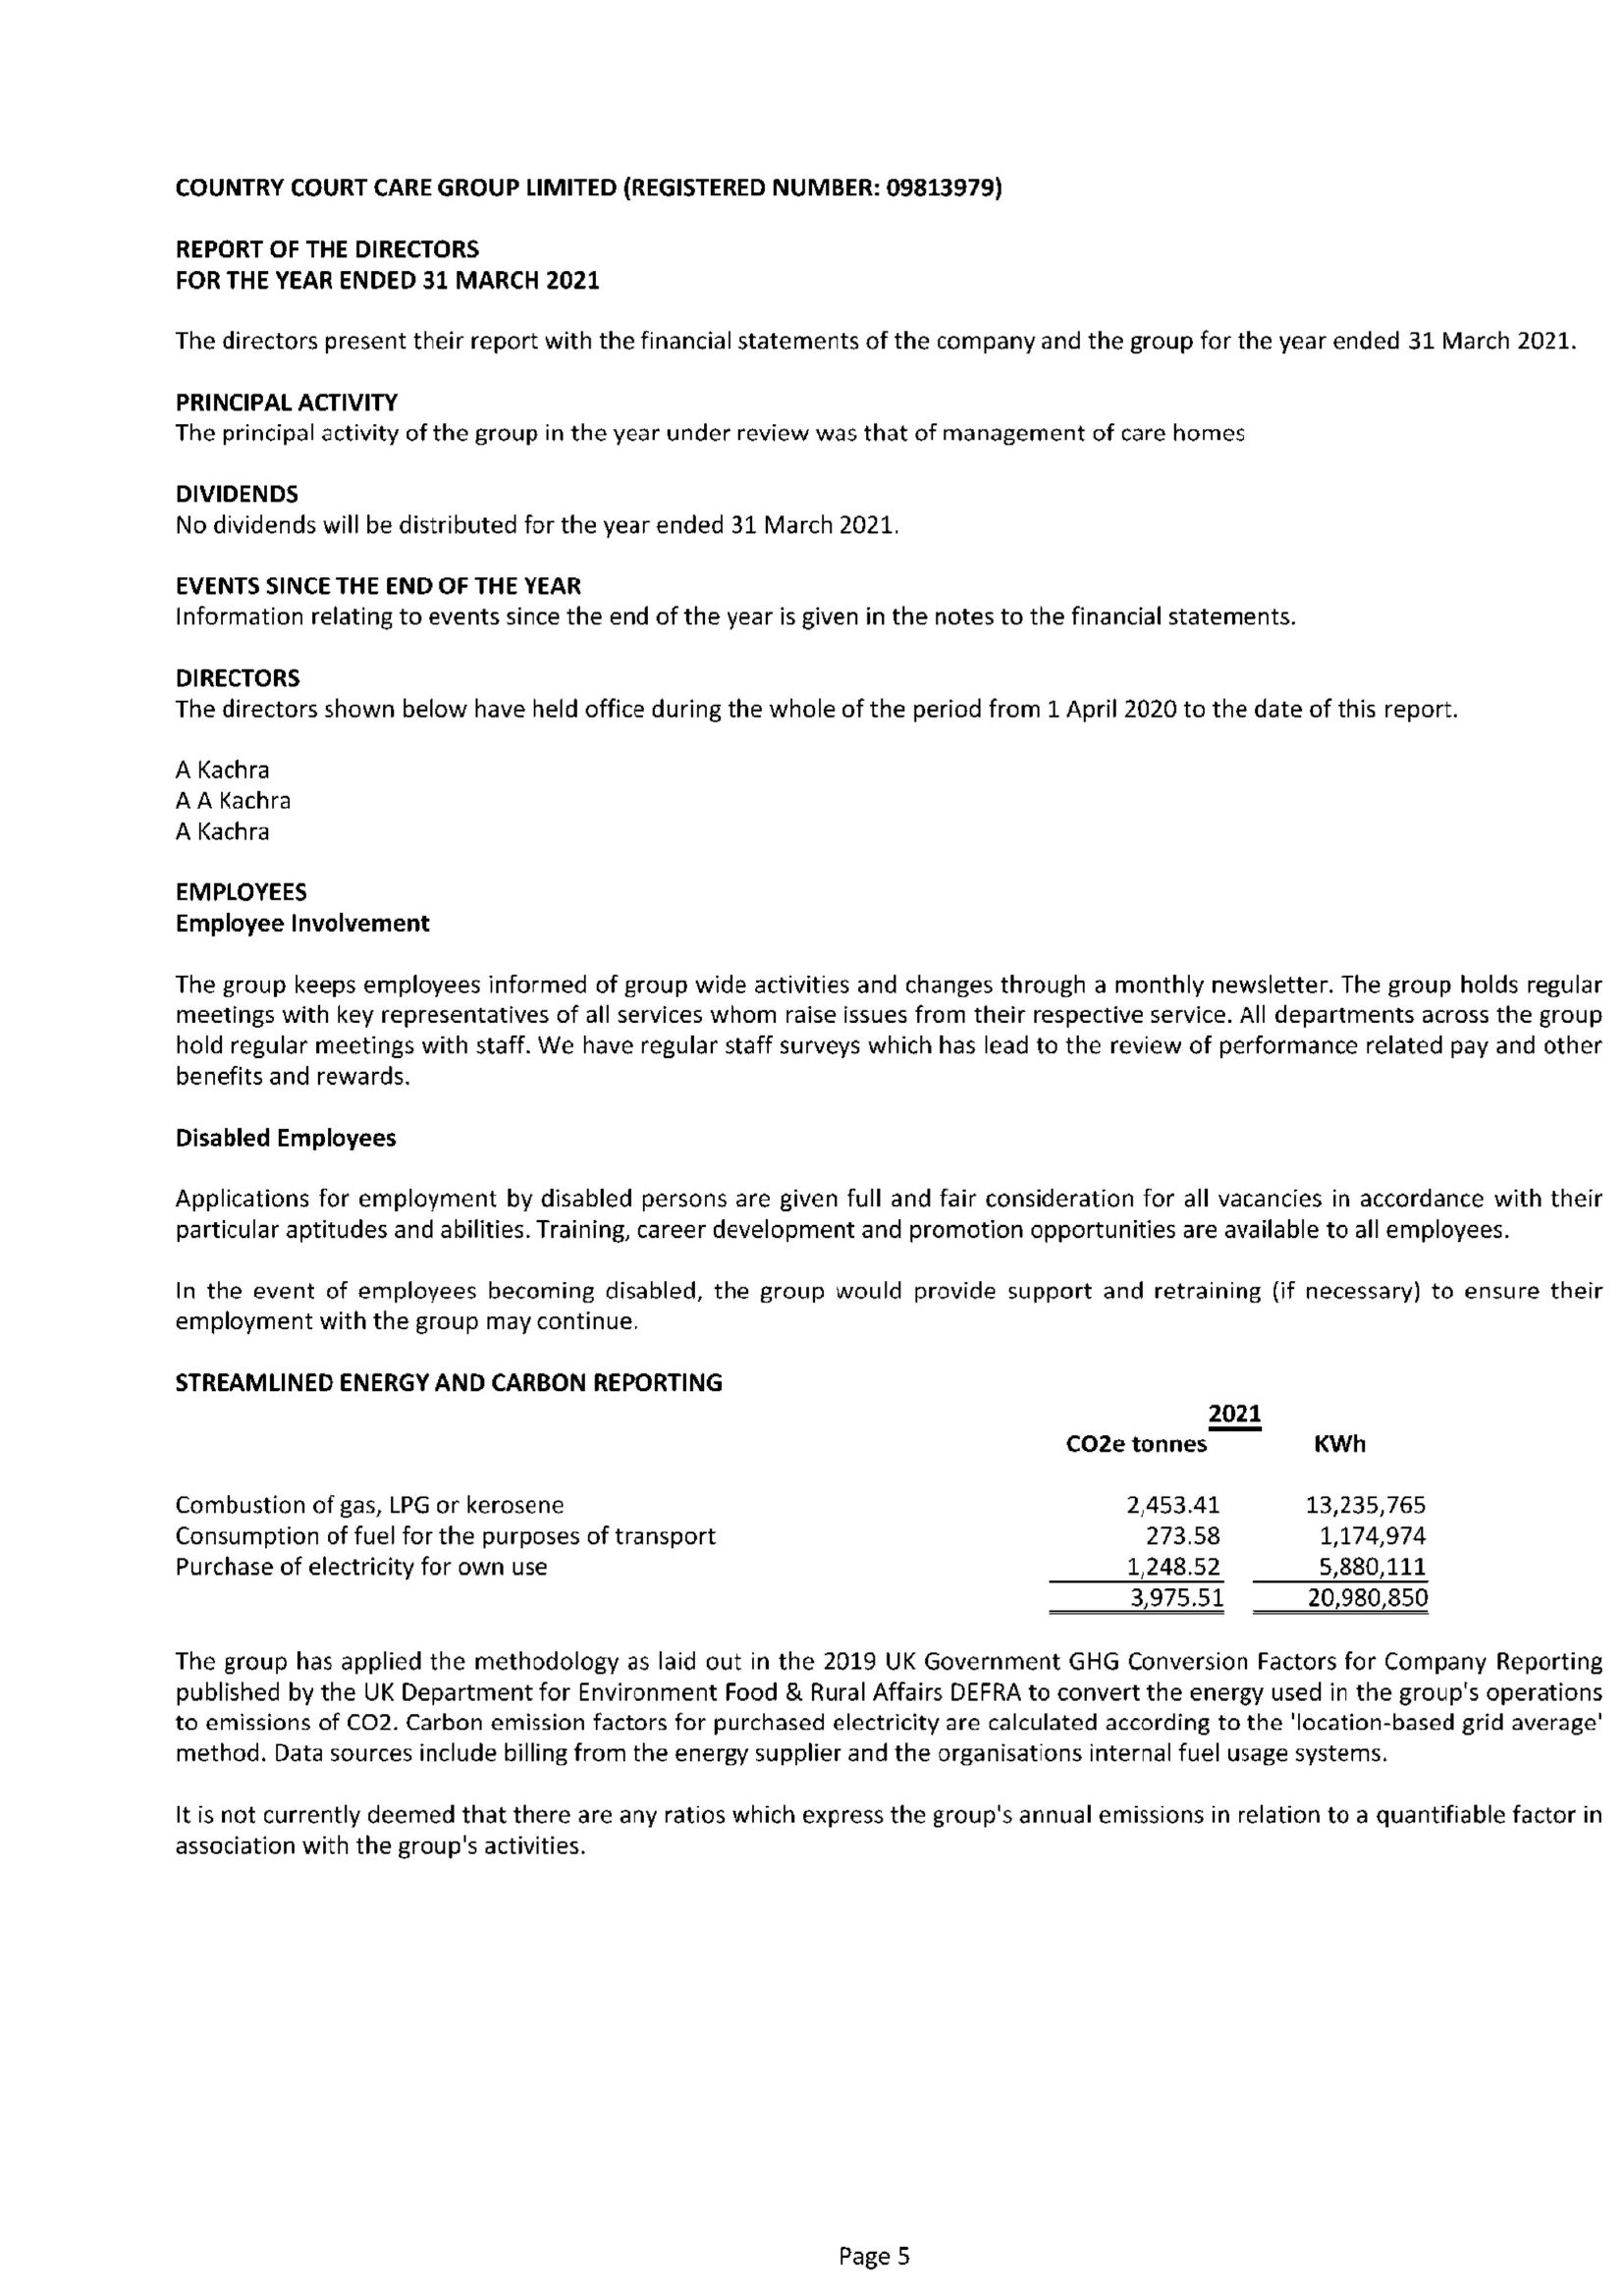 COUNTRY COURT CARE GROUP LIMITED (REGISTERED NUMBER: 09813979)
REPORT OF THE DIRECTORS
FOR THE YEAR ENDED 31 MARCH 2021
The directors present their report with the financial statements of the company and the group for the year ended 31 March 2021.
PRINCIPAL ACTIVITY
The principal activity of the group in the year under review was that of management of care homes
DIVIDENDS
No dividends will be distributed for the year ended 31 March 2021.
EVENTS SINCE THE END OF THE YEAR
Information relating to events since the end of the year is given in the notes to the financial statements.
DIRECTORS
The directors shown below have held office during the whole of the period from 1 April 2020 to the date of this report.
A Kachra
A A Kachra
A Kachra
EMPLOYEES
Employee Involvement
The group keeps employees informed of group wide activities and changes through a monthly newsletter. The group holds regular
meetings with key representatives of all services whom raise issues from their respective service. All departments across the group
hold regular meetings with staff. We have regular staff surveys which has lead to the review of performance related pay and other
benefits and rewards.
Disabled Employees
Applications for employment by disabled persons are given full and fair consideration for all vacancies in accordance with their
particular aptitudes and abilities. Training, career development and promotion opportunities are available to all employees.
In the event of employees becoming disabled, the group would provide support and retraining (if necessary) to ensure their
employment with the group may continue.
STREAMLINED ENERGY AND CARBON REPORTING
2021
CO2e tonnes KWh
Combustion of gas, LPG or kerosene 2,453.41 13,235,765
Consumption of fuel for the purposes of transport 273.58 1,174,974
Purchase of electricity for own use 1,248.52 5,880,111
3,975.51 20,980,850
The group has applied the methodology as laid out in the 2019 UK Government GHG Conversion Factors for Company Reporting
published by the UK Department for Environment Food & Rural Affairs DEFRA to convert the energy used in the group's operations
to emissions of CO2. Carbon emission factors for purchased electricity are calculated according to the 'location-based grid average'
method. Data sources include billing from the energy supplier and the organisations internal fuel usage systems.
It is not currently deemed that there are any ratios which express the group's annual emissions in relation to a quantifiable factor in
association with the group's activities.
Page 5